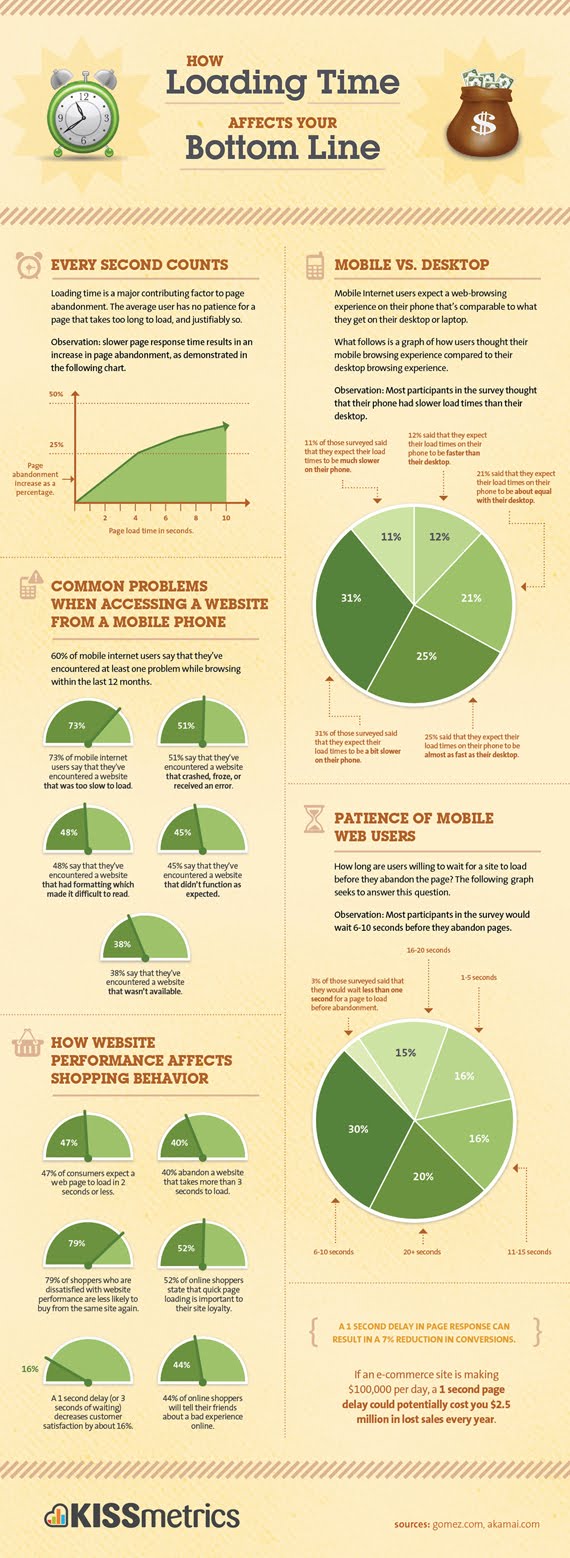 HOW
Loading Time
AFFECTS YOUR
Bottom Line
12
3
6
9
$
EVERY SECOND COUNTS
Loading time is a major contributing factor to page
abandonment. The average user has no patience for a
page that takes too long to load, and justifiably so.
Observation: slower page response time results in an
increase in page abandonment, as demonstrated in
the following chart.
50%
25%
Page
abandonment
increase as a
percentage.
2 4 6 8 10
Page load time in seconds.
COMMON PROBLEMS
WHEN ACCESSING A WEBSITE
FROM A MOBILE PHONE
60% of mobile internet users say that they've
encountered at least one problem while browsing
within the last 12 months.
73%
73% of mobile internet
users say that they've
encountered a website
that was too slow to load.
51%
51% say that they've
encountered a website
that crashed, froze, or
received an error.
48%
48% say that they've
encountered a website
that had formatting which
made it difficult to read.
45%
45% say that they've
encountered a website
that didn't function as
expected.
38%
38% say that they've
encountered a website
that wasn't available.
HOW WEBSITE
PERFORMANCE AFFECTS
SHOPPING BEHAVIOR
47%
47% of consumers expect a
web page to load in 2
seconds or less.
40%
40% abandon a website
that takes more than 3
seconds to load.
79%
79% of shoppers who are
dissatisfied with website
performance are less likely to
buy from the same site again.
52%
52% of online shoppers
state that quick page
loading is important to
their site loyalty.
16%
A 1 second delay (or 3
seconds of waiting)
decreases customer
satisfaction by about 16%.
44%
44% of online shoppers
will tell their friends
about a bad experience
online.
MOBILE VS. DESKTOP
Mobile Internet users expect a web-browsing
experience on their phone that's comparable to what
they get on their desktop or laptop.
What follows is a graph of how users thought their
mobile browsing experience compared to their
desktop browsing experience.
Observation: Most participants in the survey thought
that their phone had slower load times than their
desktop.
11% of those surveyed said
that they expect their load
times to be much slower
on their phone.
12% said that they expect
their load times on their
phone to be faster than
their desktop.
21% said that they expect
their load times on their
phone to be about equal
with their desktop.
11%
12%
31%
21%
25%
31% of those surveyed said
that they expect their
load times to be a bit slower
on their phone.
25% said that they expect their
load times on their phone to be
almost as fast as their desktop.
PATIENCE OF MOBILE
WEB USERS
How long are users willing to wait for a site to load
before they abandon the page? The following graph
seeks to answer this question.
Observation: Most participants in the survey would
wait 6-10 seconds before they abandon pages.
16-20 seconds
3% of those surveyed said that
they would wait less than one
second for a page to load
before abandonment.
1-5 seconds
15%
16%
30%
16%
20%
6-10 seconds
20+ seconds
11-15 seconds
{ A 1 SECOND DELAY IN PAGE RESPONSE CAN
RESULT IN A 7% REDUCTION IN CONVERSIONS. }
If an e-commerce site is making
$100,000 per day, a 1 second page
delay could potentially cost you $2.5
million in lost sales every year.
KISSmetrics
sources: gomez.com, akamai.com